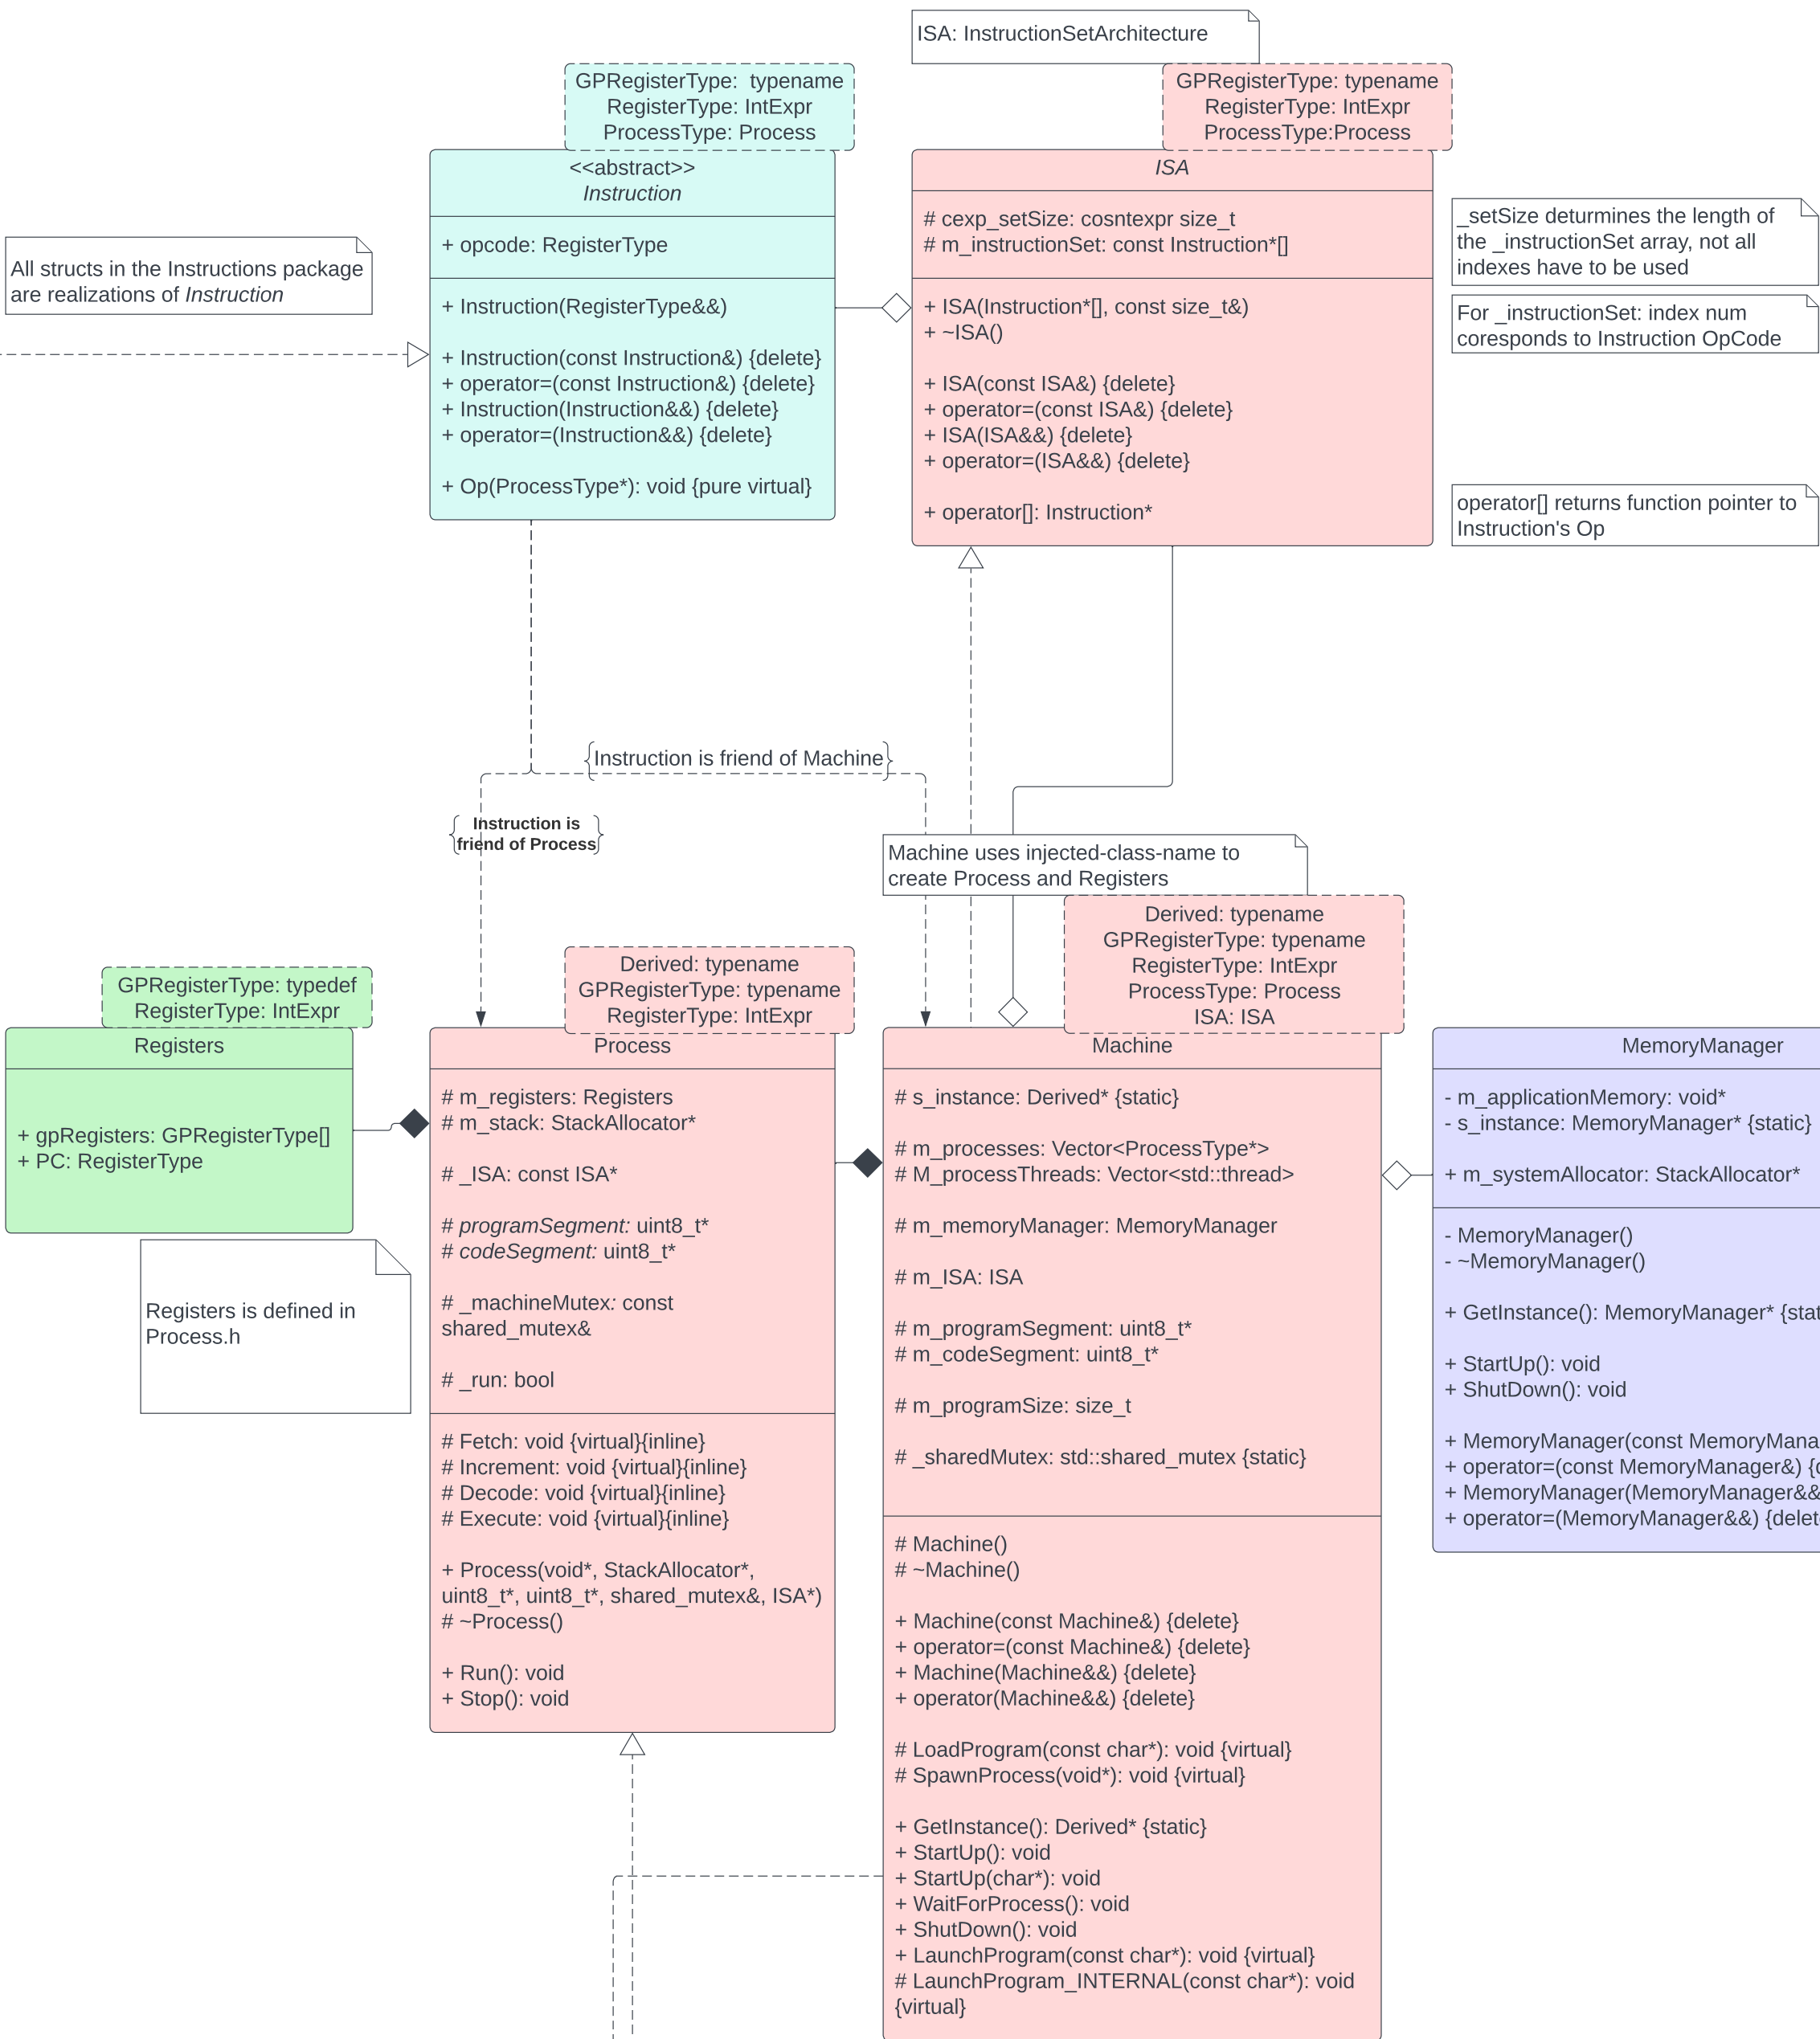 ISA: InstructionSetArchitecture
GPRegisterType:  typename
RegisterType: IntExpr
ProcessType: Process
GPRegisterType: typename
RegisterType: IntExpr
ProcessType:Process
<<abstract>>
Instruction
+ opcode: RegisterType
+ Instruction(RegisterType&&)
+ Instruction(const Instruction&) {delete}
+ operator=(const Instruction&) {delete}
+ Instruction(Instruction&&) {delete}
+ operator=(Instruction&&) {delete}
+ Op(ProcessType*): void {pure virtual}
ISA
# cexp_setSize: cosntexpr size_t
# m_instructionSet: const Instruction*[]
+ ISA(Instruction*[], const size_t&)
+ ~ISA()
+ ISA(const ISA&) {delete}
+ operator=(const ISA&) {delete}
+ ISA(ISA&&) {delete}
+ operator=(ISA&&) {delete}
+ operator[]: Instruction*
_setSize deturmines the length of
the _instructionSet array, not all
indexes have to be used
For _instructionSet: index num
coresponds to Instruction OpCode
operator[] returns function pointer to
Instruction's Op
All structs in the Instructions package
are realizations of Instruction
{Instruction is friend of Machine}
{Instruction is
friend of Process}
Machine uses injected-class-name to
create Process and Registers
GPRegisterType: typedef
RegisterType: IntExpr
Registers
+ gpRegisters: GPRegisterType[]
+ PC: RegisterType
Registers is defined in
Process.h
Derived: typename
GPRegisterType: typename
RegisterType: IntExpr
Process
# m_registers: Registers
# m_stack: StackAllocator*
# _ISA: const ISA*
# programSegment: uint8_t*
# codeSegment: uint8_t*
# _machineMutex: const
shared_mutex&
# _run: bool
# Fetch: void {virtual}{inline}
# Increment: void {virtual}{inline}
# Decode: void {virtual}{inline}
# Execute: void {virtual}{inline}
+ Process(void*, StackAllocator*,
uint8_t*, uint8_t*, shared_mutex&, ISA*)
# ~Process()
+ Run(): void
+ Stop(): void
Derived: typename
GPRegisterType: typename
RegisterType: IntExpr
ProcessType: Process
ISA: ISA
Machine
# s_instance: Derived* {static}
# m_processes: Vector<ProcessType*>
# M_processThreads: Vector<std::thread>
# m_memoryManager: MemoryManager
# m_ISA: ISA
# m_programSegment: uint8_t*
# m_codeSegment: uint8_t*
# m_programSize: size_t
# _sharedMutex: std::shared_mutex {static}
# Machine()
# ~Machine()
+ Machine(const Machine&) {delete}
+ operator=(const Machine&) {delete}
+ Machine(Machine&&) {delete}
+ operator(Machine&&) {delete}
# LoadProgram(const char*): void {virtual}
# SpawnProcess(void*): void {virtual}
+ GetInstance(): Derived* {static}
+ StartUp(): void
+ StartUp(char*): void
+ WaitForProcess(): void
+ ShutDown(): void
+ LaunchProgram(const char*): void {virtual}
# LaunchProgram_INTERNAL(const char*): void
{virtual}
MemoryManager
- m_applicationMemory: void*
- s_instance: MemoryManager* {static}
+ m_systemAllocator: StackAllocator*
- MemoryManager()
- ~MemoryManager()
+ GetInstance(): MemoryManager* {stat
+ StartUp(): void
+ ShutDown(): void
+ MemoryManager(const MemoryMana
+ operator=(const MemoryManager&) {d
+ MemoryManager(MemoryManager&&
+ operator=(MemoryManager&&) {delet